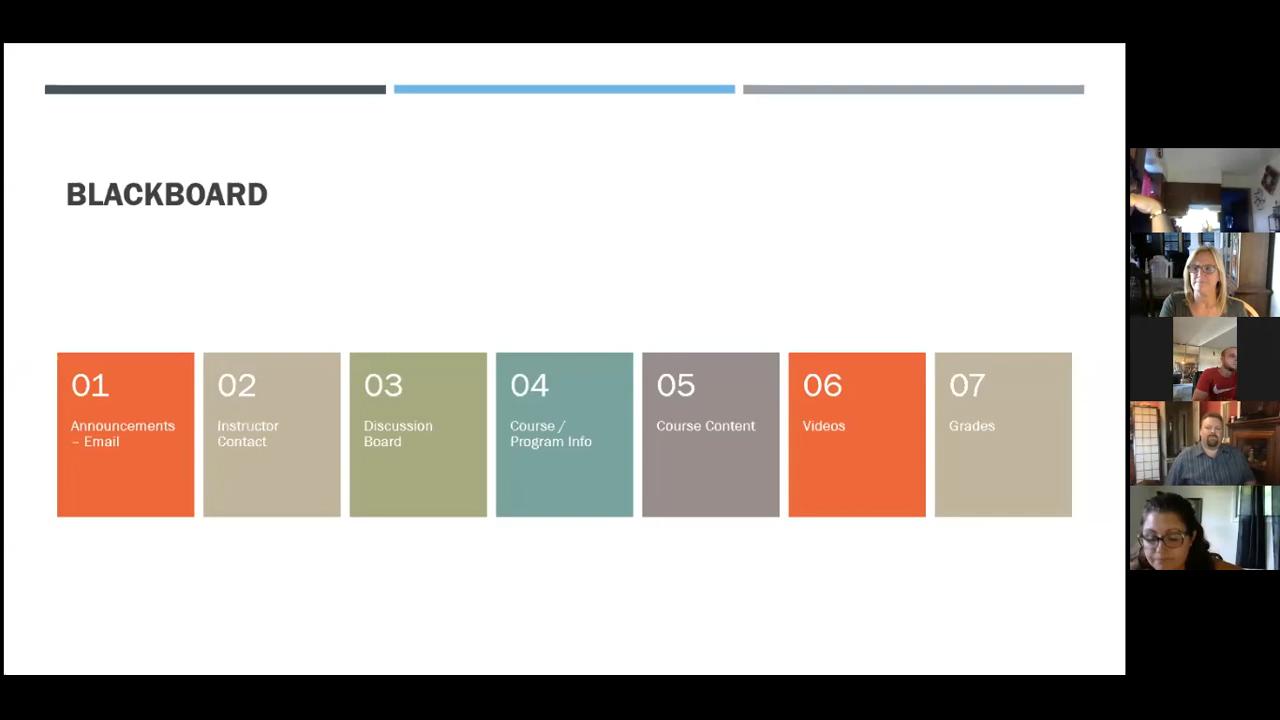 BLACKBOARD
01
Announcements
– Email
02
Instructor
Contact
03
Discussion
Board
04
Course /
Program Info
05
Course Content
06
Videos
07
Grades